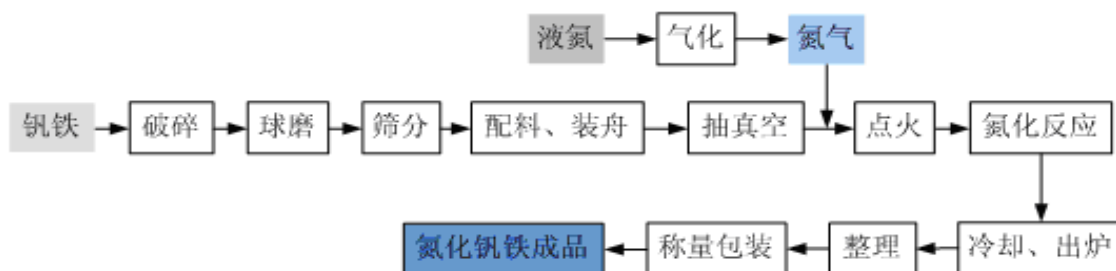 液氮 气化 氮气
钒铁 破碎 球磨 筛分 配料、装舟 抽真空 点火 氮化反应
氮化钒铁成品 称量包装 整理 冷却、出炉